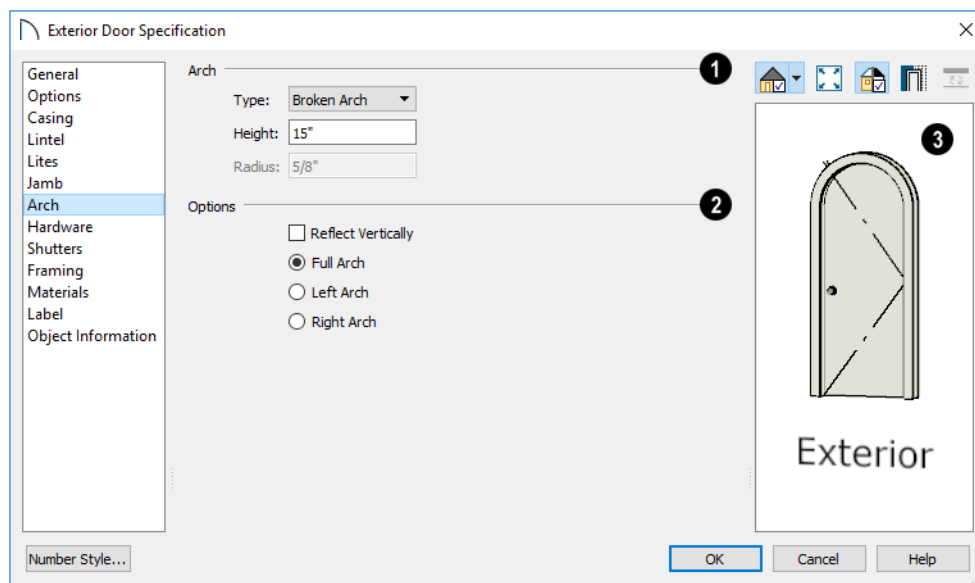 Exterior Door Specification
General
Options
Casing
Lintel
Lites
Jamb
Arch
Hardware
Shutters
Framing
Materials
Label
Object Information
Arch
1
Type: Broken Arch
Height: 15"
Radius: 5/8"
Options
2
Reflect Vertically
Full Arch
Left Arch
Right Arch
3
Exterior
Number Style...
OK
Cancel
Help